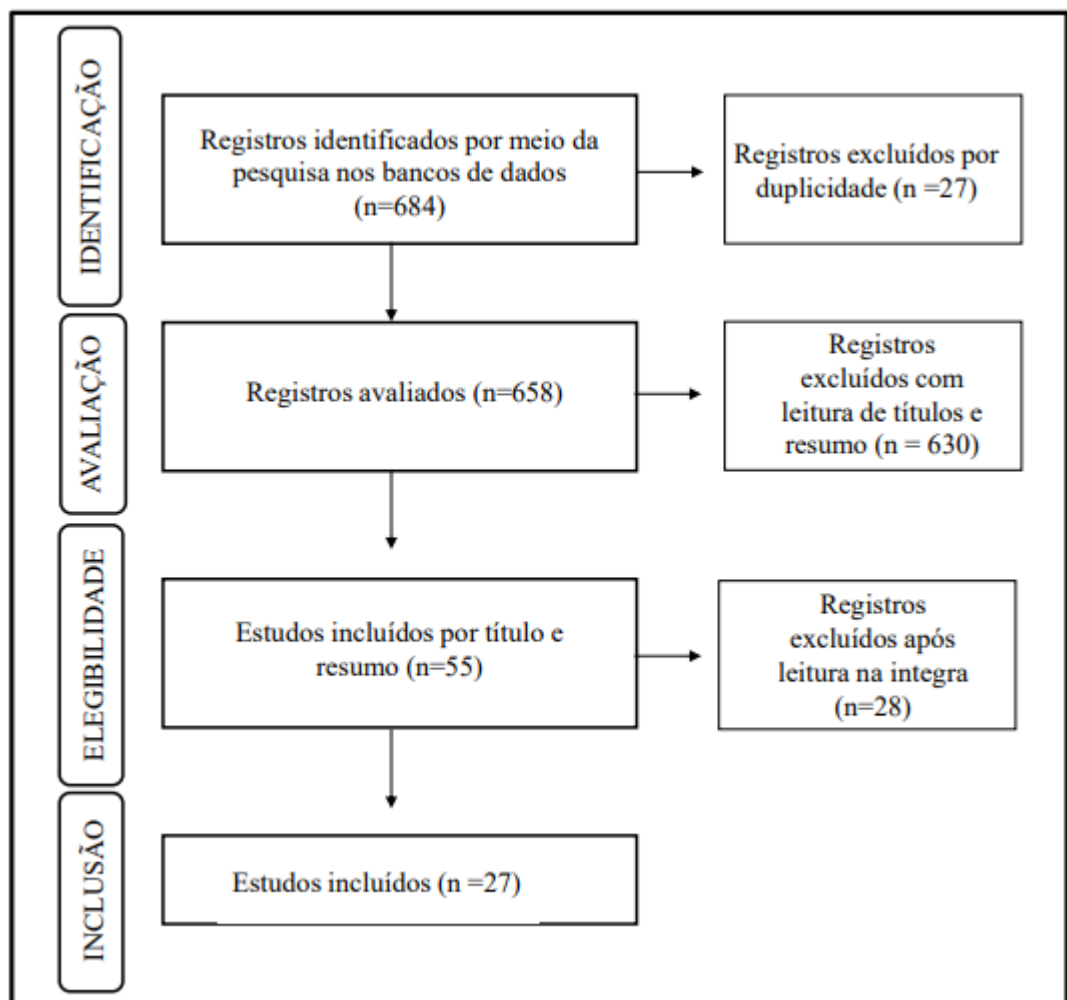 IDENTIFICAÇÃO
Registros identificados por meio da
pesquisa nos bancos de dados
(n=684)
Registros excluídos por
duplicidade (n =27)
AVALIAÇÃO
Registros avaliados (n=658)
Registros
excluídos com
leitura de títulos e
resumo (n = 630)
ELEGIBILIDADE
Estudos incluídos por título e
resumo (n=55)
Registros
excluídos após
leitura na integra
(n=28)
INCLUSÃO
Estudos incluídos (n =27)